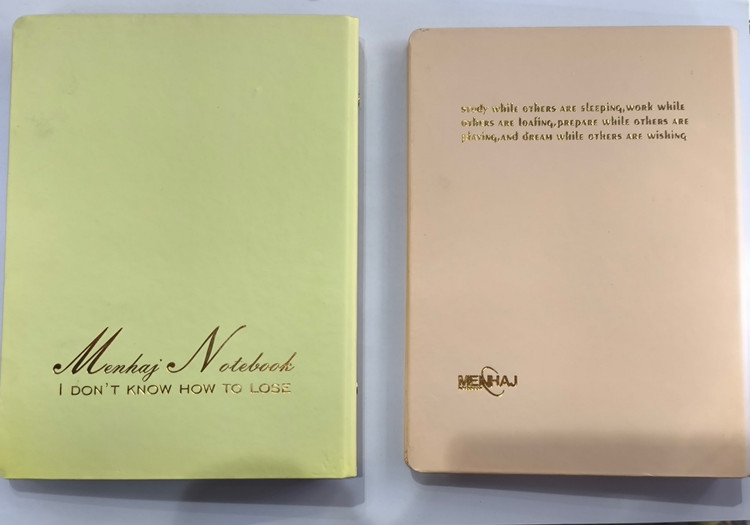 Menhaj Notebook
I DON'T KNOW HOW TO LOSE
study while OTHERS ARE sleeping,work while
OTHERS ARE loafing,prepare while OTHERS ARE
playing,and dream while OTHERS ARE wishing
MENHAJ